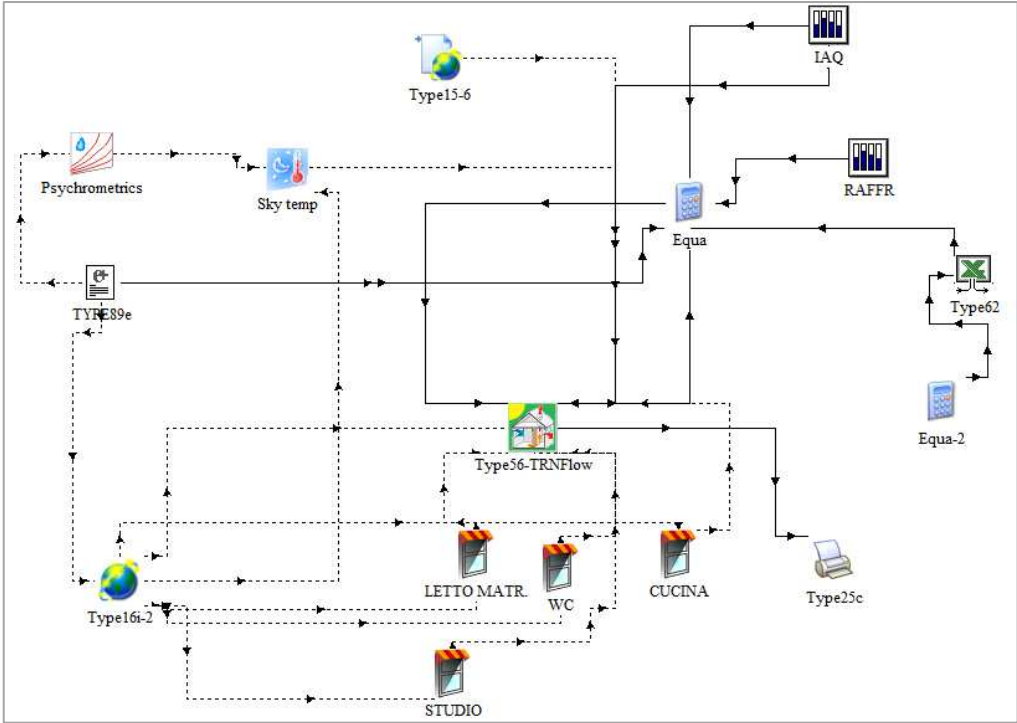 IAQ
Type15-6
Psychrometrics
Sky temp
RAFFR
Equa
TYPE89e
Type62
Equa-2
Type56-TRNFlow
LETTO MATR.
WC
CUCINA
Type25c
Type16i-2
STUDIO